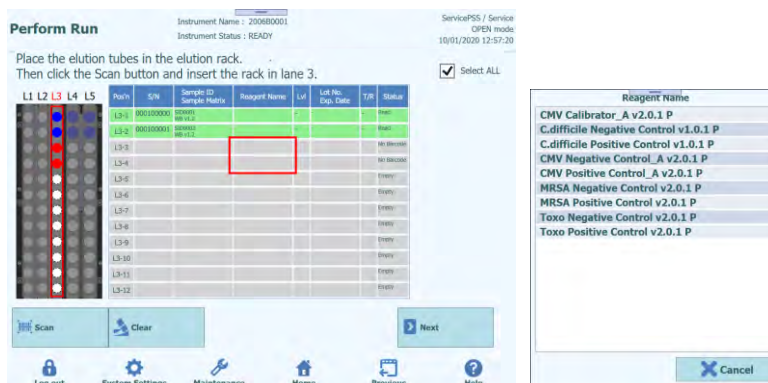 Perform Run
Instrument Name : 200680001
Instrument Status : READY
ServicePSS / Service
OPEN mode
10/01/2020 12:57:20
Place the elution tubes in the elution rack.
Then click the Scan button and insert the rack in lane 3.
Select ALL
L1 L2 L3 L4 L5
Pos'n S/N Sample ID Sample Matrix Reagent Name Lvl Lot No. Exp. Date T/R Status
L3-1 000100000 - - - Read
L3-2 000100001 - - - Read
L3-3 No Barcode
L3-4 No Barcode
L3-5 Empty
L3-6 Empty
L3-7 Empty
L3-8 Empty
L3-9 Empty
L3-10 Empty
L3-11 Empty
L3-12 Empty
Scan
Clear
Next
Log out
System Settings
Maintenance
Home
Previous
Help
Reagent Name
CMV Calibrator_A v2.0.1 P
C.difficile Negative Control v1.0.1 P
C.difficile Positive Control v1.0.1 P
CMV Negative Control_A v2.0.1 P
CMV Positive Control_A v2.0.1 P
MRSA Negative Control v2.0.1 P
MRSA Positive Control v2.0.1 P
Toxo Negative Control v2.0.1 P
Toxo Positive Control v2.0.1 P
Cancel